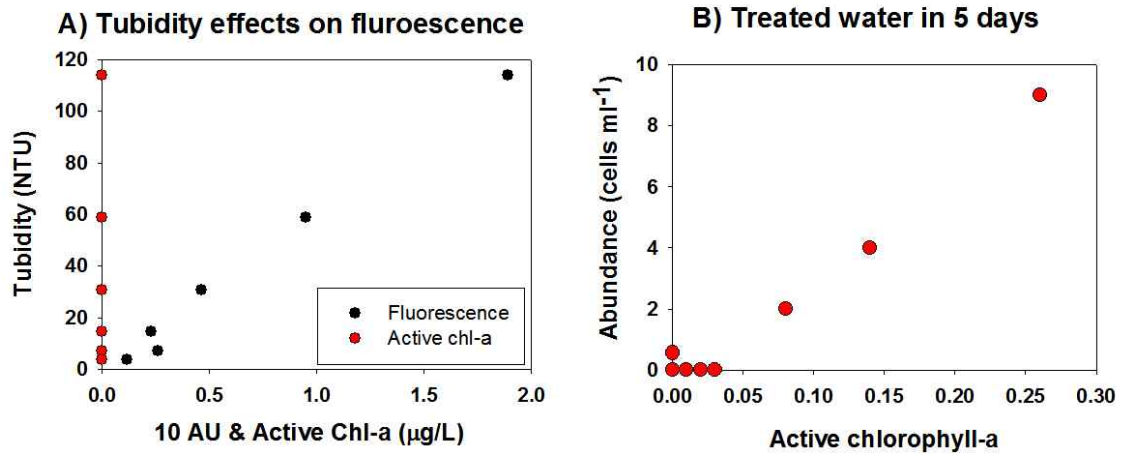 A) Tubidity effects on fluroescence
120
100
80
60
40
20
0
Tubidity (NTU)
Fluorescence
Active chl-a
0.0 0.5 1.0 1.5 2.0
10 AU & Active Chl-a (μg/L)
B) Treated water in 5 days
10
8
6
4
2
0
Abundance (cells ml-1)
0.00 0.05 0.10 0.15 0.20 0.25 0.30
Active chlorophyll-a